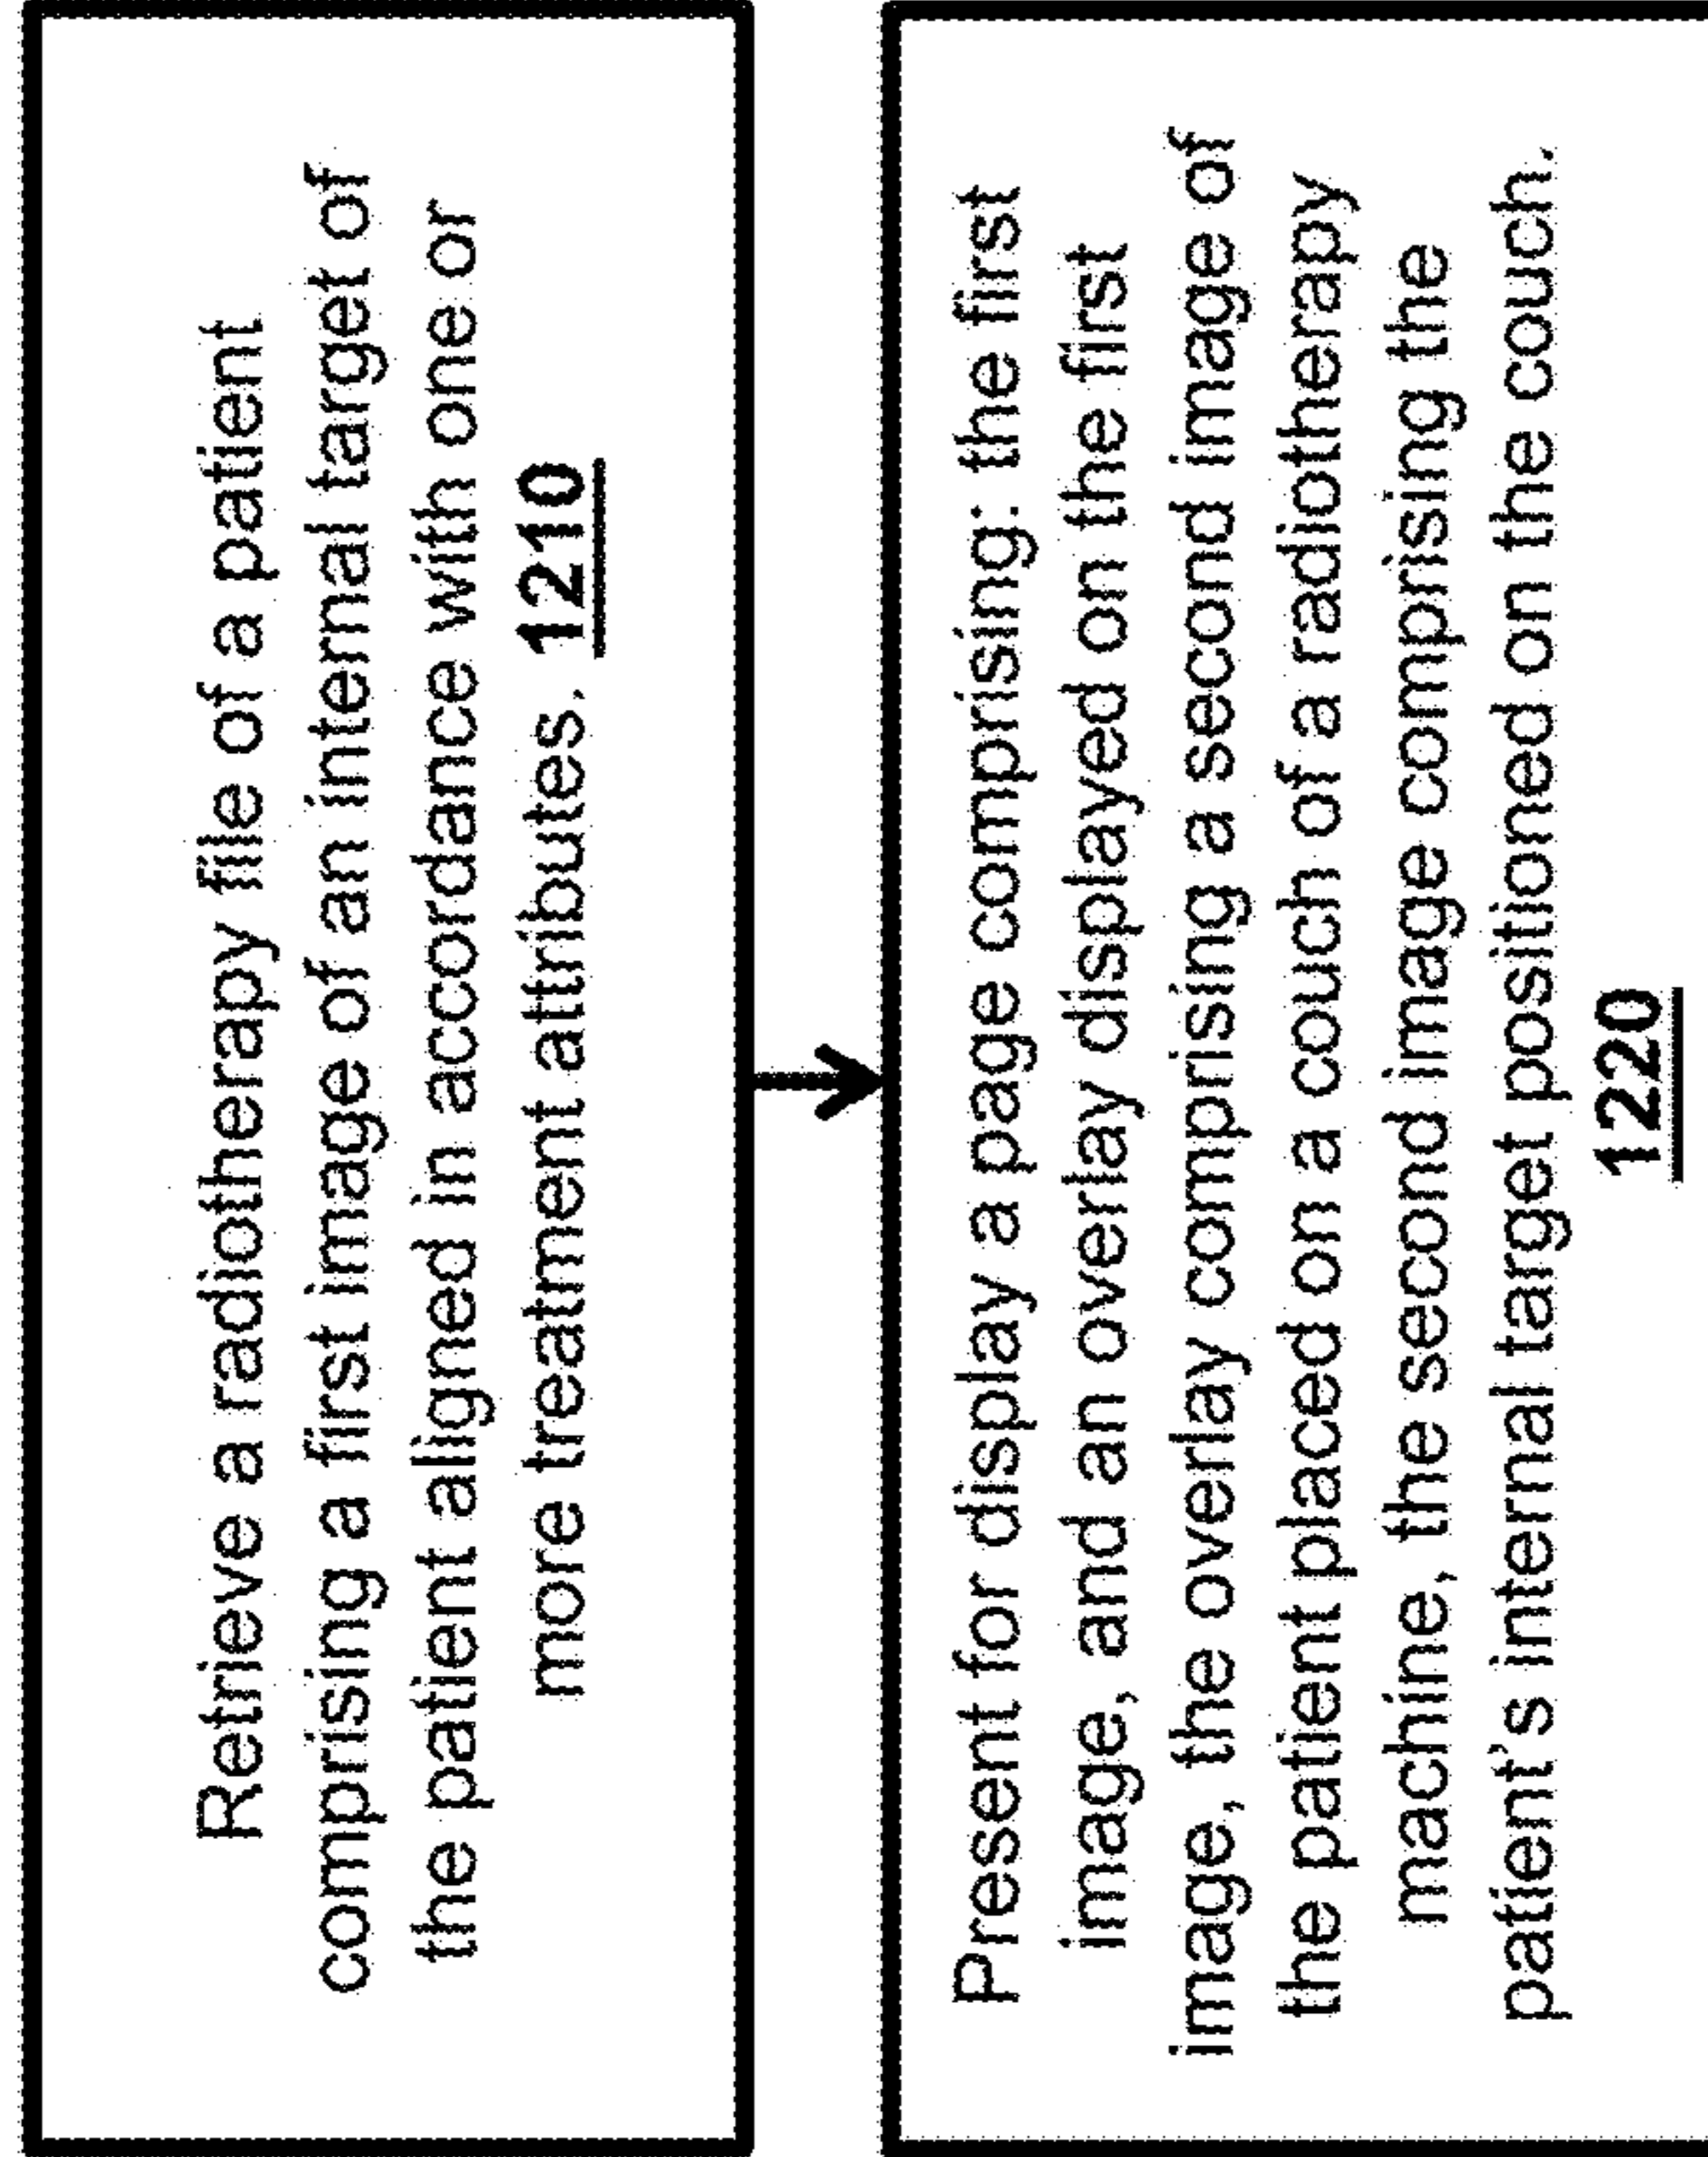 Retrieve a radiotherapy file of a patient
comprising a first image of an internal target of
the patient aligned in accordance with one or
more treatment attributes. 1210
Present for display a page comprising: the first
image, and an overlay displayed on the first
image, the overlay comprising a second image of
the patient placed on a couch of a radiotherapy
machine, the second image comprising the
patient's internal target positioned on the couch.
1220